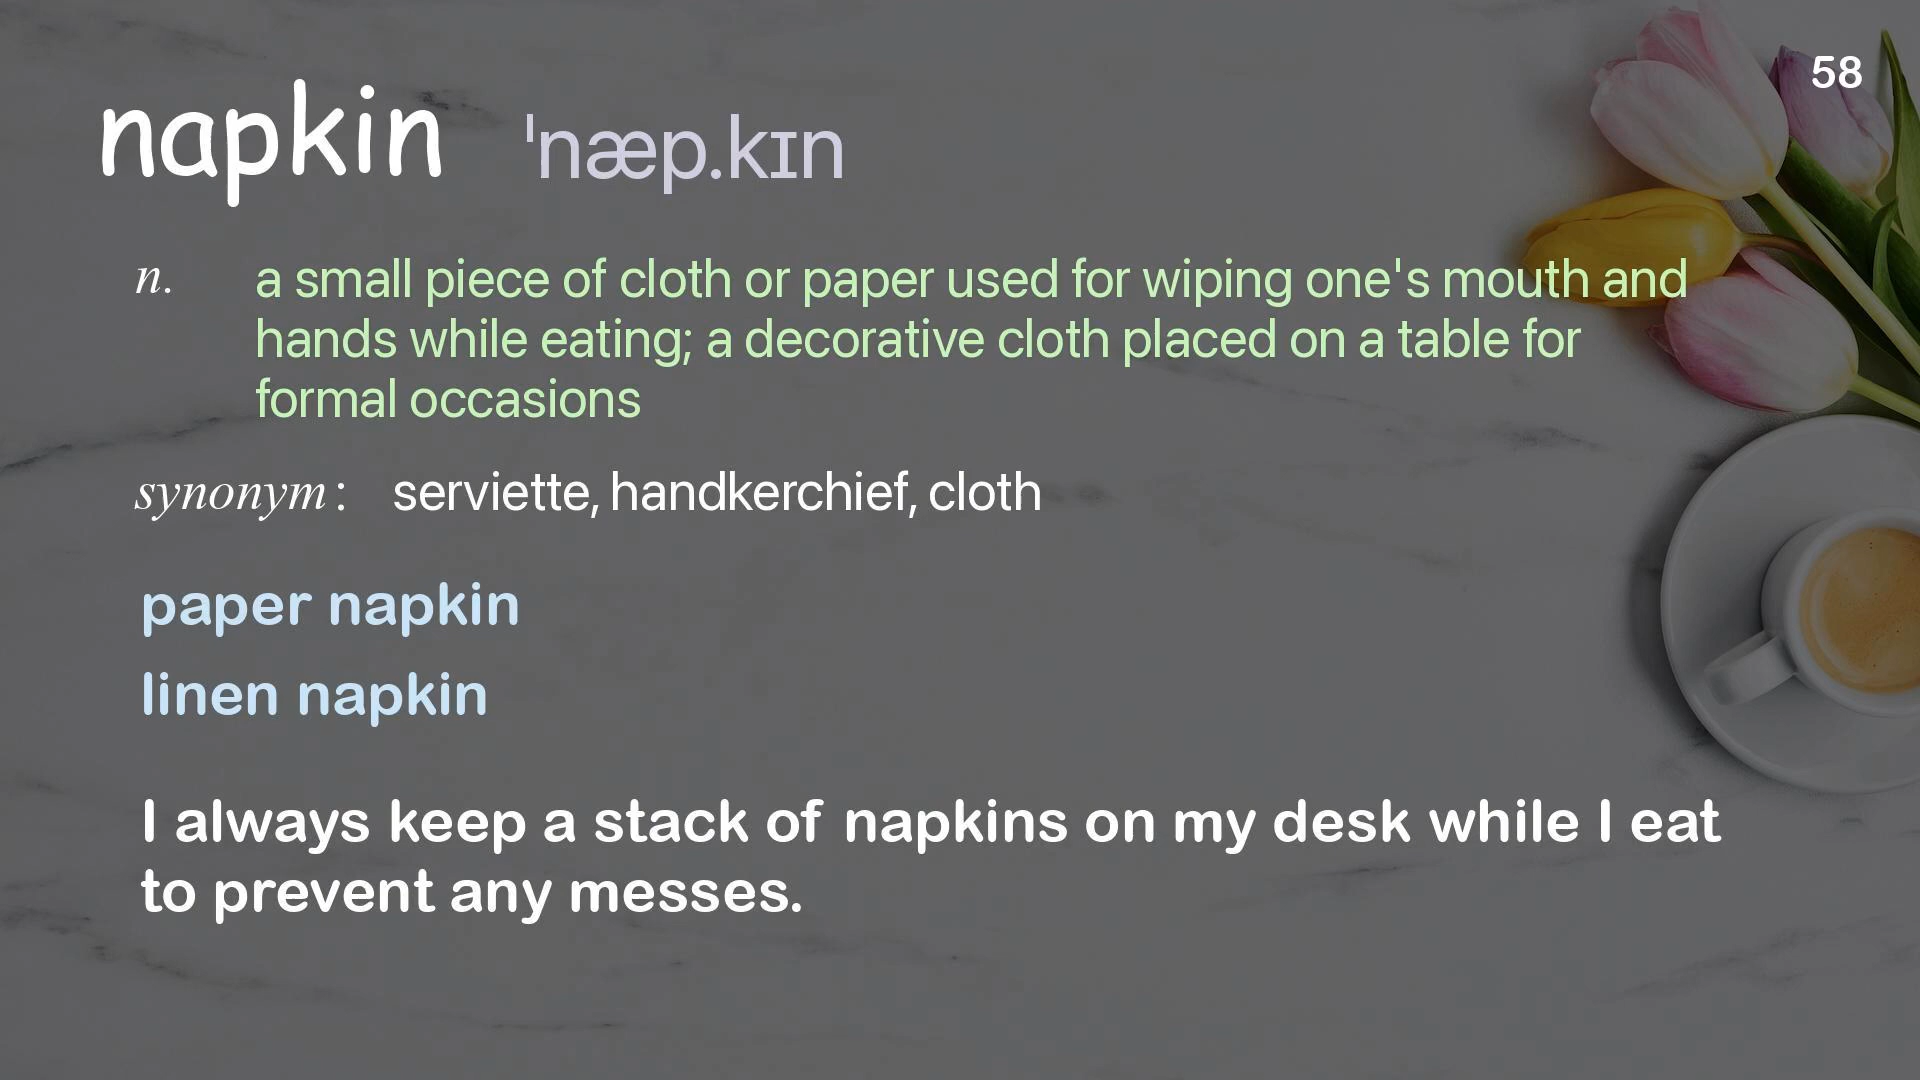 58
napkin ˈnæp.kɪn
n. a small piece of cloth or paper used for wiping one's mouth and
hands while eating; a decorative cloth placed on a table for
formal occasions
synonym: serviette, handkerchief, cloth
paper napkin
linen napkin
I always keep a stack of napkins on my desk while I eat
to prevent any messes.